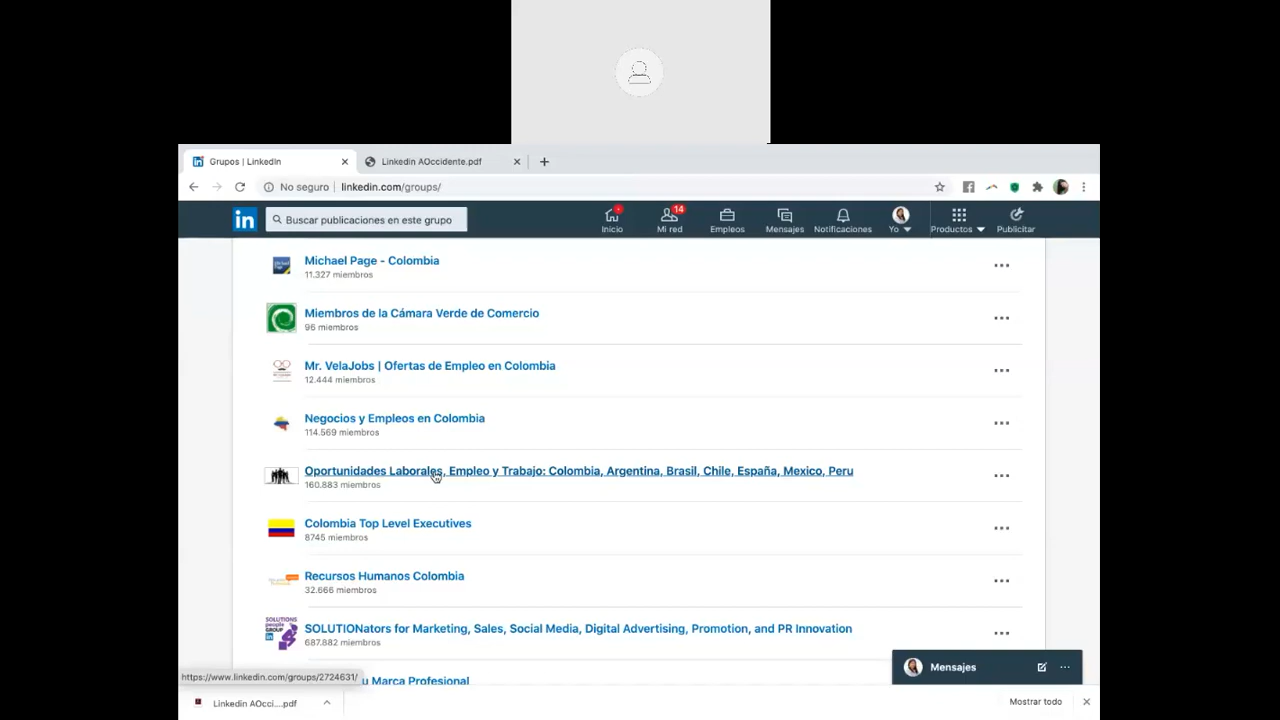 Grupos | LinkedIn
Linkedin AOccidente.pdf
No seguro
linkedin.com/groups/
in
Buscar publicaciones en este grupo
Inicio
14
Mi red
Empleos
Mensajes
Notificaciones
Yo
Productos
Publicitar
Michael Page - Colombia
11.327 miembros
Miembros de la Cámara Verde de Comercio
96 miembros
Mr. VelaJobs | Ofertas de Empleo en Colombia
12.444 miembros
Negocios y Empleos en Colombia
114.569 miembros
Oportunidades Laborales, Empleo y Trabajo: Colombia, Argentina, Brasil, Chile, España, Mexico, Peru
160.883 miembros
Colombia Top Level Executives
8745 miembros
Recursos Humanos Colombia
32.666 miembros
SOLUTIONS
GROUP
in
SOLUTIONators for Marketing, Sales, Social Media, Digital Advertising, Promotion, and PR Innovation
687.882 miembros
u Marca Profesional
Mensajes
https://www.linkedin.com/groups/2724631/
Linkedin AOcci....pdf
Mostrar todo